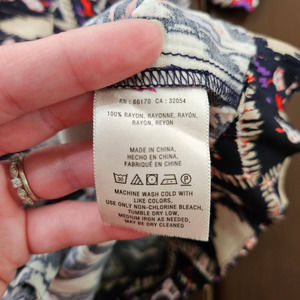 RN : 66170 CA : 32054
100% RAYON, RAYONNE, RAYÓN,
RAYON, REYON
MADE IN CHINA,
HECHO EN CHINA,
FABRIQUÉ EN CHINE
MACHINE WASH COLD WITH
LIKE COLORS,
USE ONLY NON-CHLORINE BLEACH,
TUMBLE DRY LOW,
MEDIUM IRON AS NEEDED,
MAY BE DRY CLEANED